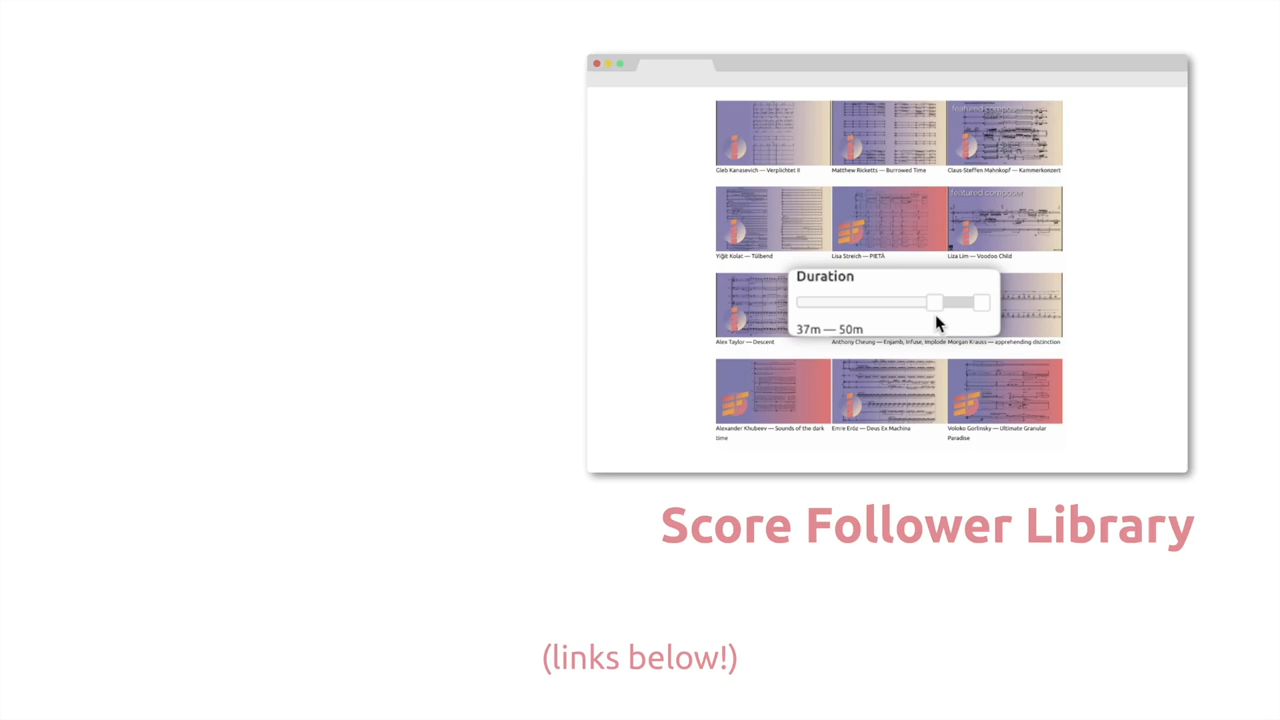 featured composer
Gleb Kanasevich — Verplichtet II
Matthew Ricketts — Burrowed Time
Claus-Steffen Mahnkopf — Kammerkonzert
featured composer
Yiğit Kolat — Tülbend
Lisa Streich — PIETÀ
Liza Lim — Voodoo Child
Duration
37m — 50m
Alex Taylor — Descent
Anthony Cheung — Enjamb, Infuse, Implode
Morgan Krauss — apprehending distinction
Alexander Khubeev — Sounds of the dark
time
Emre Eröz — Deus Ex Machina
Voloko Gorlinsky — Ultimate Granular
Paradise
Score Follower Library
(links below!)